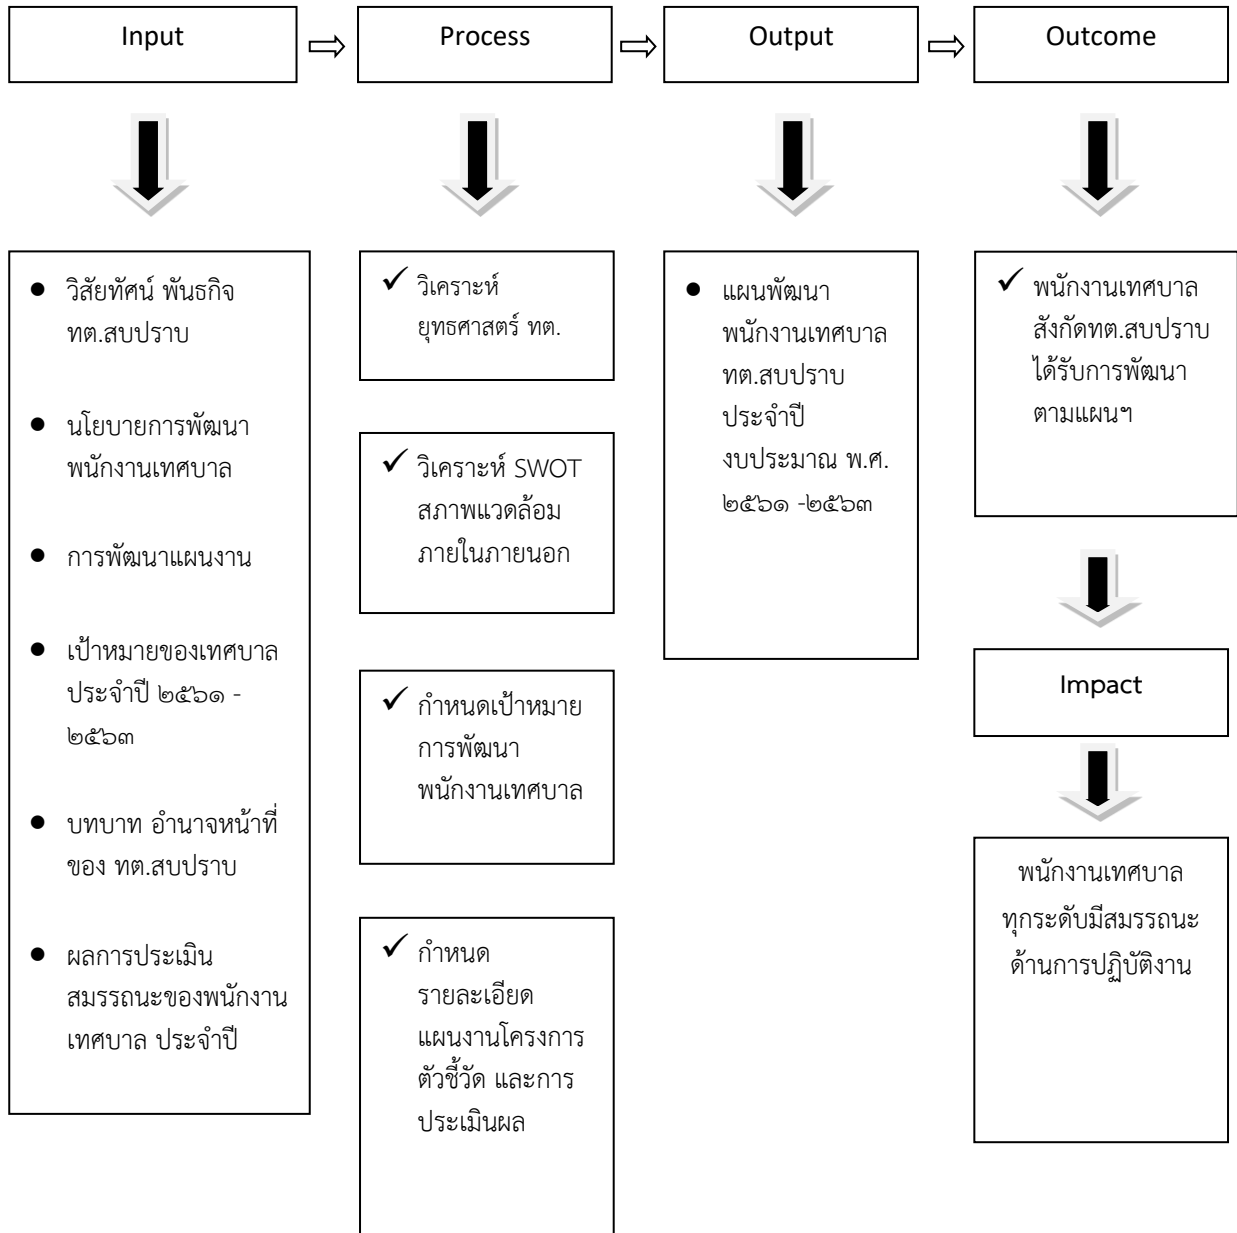 Input
Process
Output
Outcome
● วิสัยทัศน์ พันธกิจ
ทต.สบปราบ
● นโยบายการพัฒนา
พนักงานเทศบาล
● การพัฒนาแผนงาน
● เป้าหมายของเทศบาล
ประจำปี ๒๕๖๑ -
๒๕๖๓
● บทบาท อำนาจหน้าที่
ของ ทต.สบปราบ
● ผลการประเมิน
สมรรถนะของพนักงาน
เทศบาล ประจำปี
✓ วิเคราะห์
ยุทธศาสตร์ ทต.
✓ วิเคราะห์ SWOT
สภาพแวดล้อม
ภายในภายนอก
✓ กำหนดเป้าหมาย
การพัฒนา
พนักงานเทศบาล
✓ กำหนด
รายละเอียด
แผนงานโครงการ
ตัวชี้วัด และการ
ประเมินผล
● แผนพัฒนา
พนักงานเทศบาล
ทต.สบปราบ
ประจำปี
งบประมาณ พ.ศ.
๒๕๖๑ -๒๕๖๓
✓ พนักงานเทศบาล
สังกัดทต.สบปราบ
ได้รับการพัฒนา
ตามแผนฯ
Impact
พนักงานเทศบาล
ทุกระดับมีสมรรถนะ
ด้านการปฏิบัติงาน